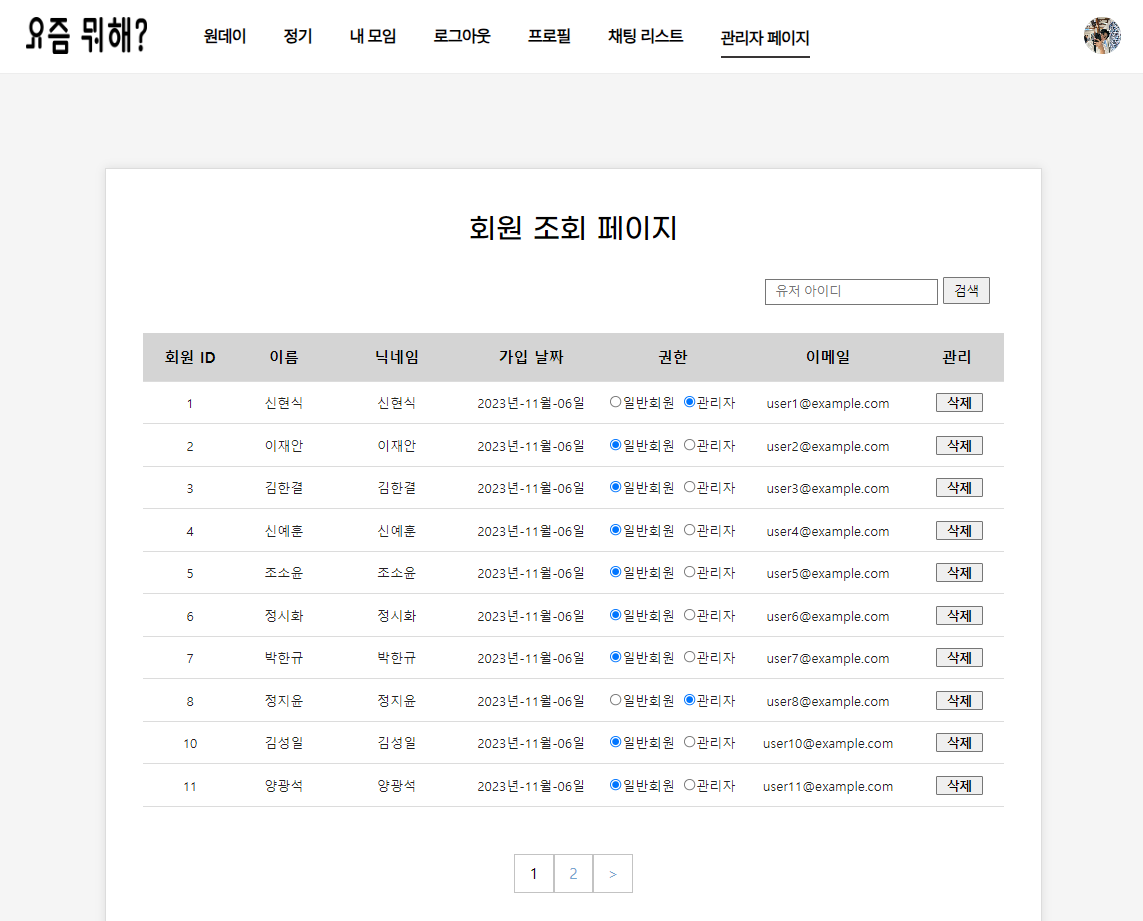 요즘 뭐해? 원데이 정기 내 모임 로그아웃 프로필 채팅 리스트 관리자 페이지
회원 조회 페이지
유저 아이디 검색
회원 ID 이름 닉네임 가입 날짜 권한 이메일 관리
1 신현식 신현식 2023년-11월-06일 일반회원 관리자 user1@example.com 삭제
2 이재안 이재안 2023년-11월-06일 일반회원 관리자 user2@example.com 삭제
3 김한결 김한결 2023년-11월-06일 일반회원 관리자 user3@example.com 삭제
4 신예훈 신예훈 2023년-11월-06일 일반회원 관리자 user4@example.com 삭제
5 조소윤 조소윤 2023년-11월-06일 일반회원 관리자 user5@example.com 삭제
6 정시화 정시화 2023년-11월-06일 일반회원 관리자 user6@example.com 삭제
7 박한규 박한규 2023년-11월-06일 일반회원 관리자 user7@example.com 삭제
8 정지윤 정지윤 2023년-11월-06일 일반회원 관리자 user8@example.com 삭제
10 김성일 김성일 2023년-11월-06일 일반회원 관리자 user10@example.com 삭제
11 양광석 양광석 2023년-11월-06일 일반회원 관리자 user11@example.com 삭제
1 2 >